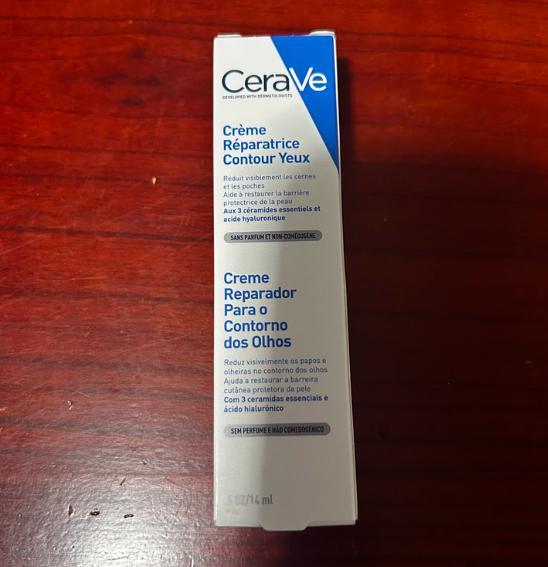 CeraVe
DEVELOPED WITH DERMATOLOGISTS
Crème
Réparatrice
Contour Yeux
Réduit visiblement les cernes
et les poches
Aide à restaurer la barrière
protectrice de la peau
Aux 3 céramides essentiels et
acide hyaluronique
SANS PARFUM ET NON-COMÉDOGÈNE
Creme
Reparador
Para o
Contorno
dos Olhos
Reduz visivelmente os papos e
olheiras no contorno dos olhos
Ajuda a restaurar a barreira
cutânea protetora da pele
Com 3 ceramidas essenciais e
ácido hialurónico
SEM PERFUME E NÃO COMEDOGÉNICO
.5 OZ/14 ml